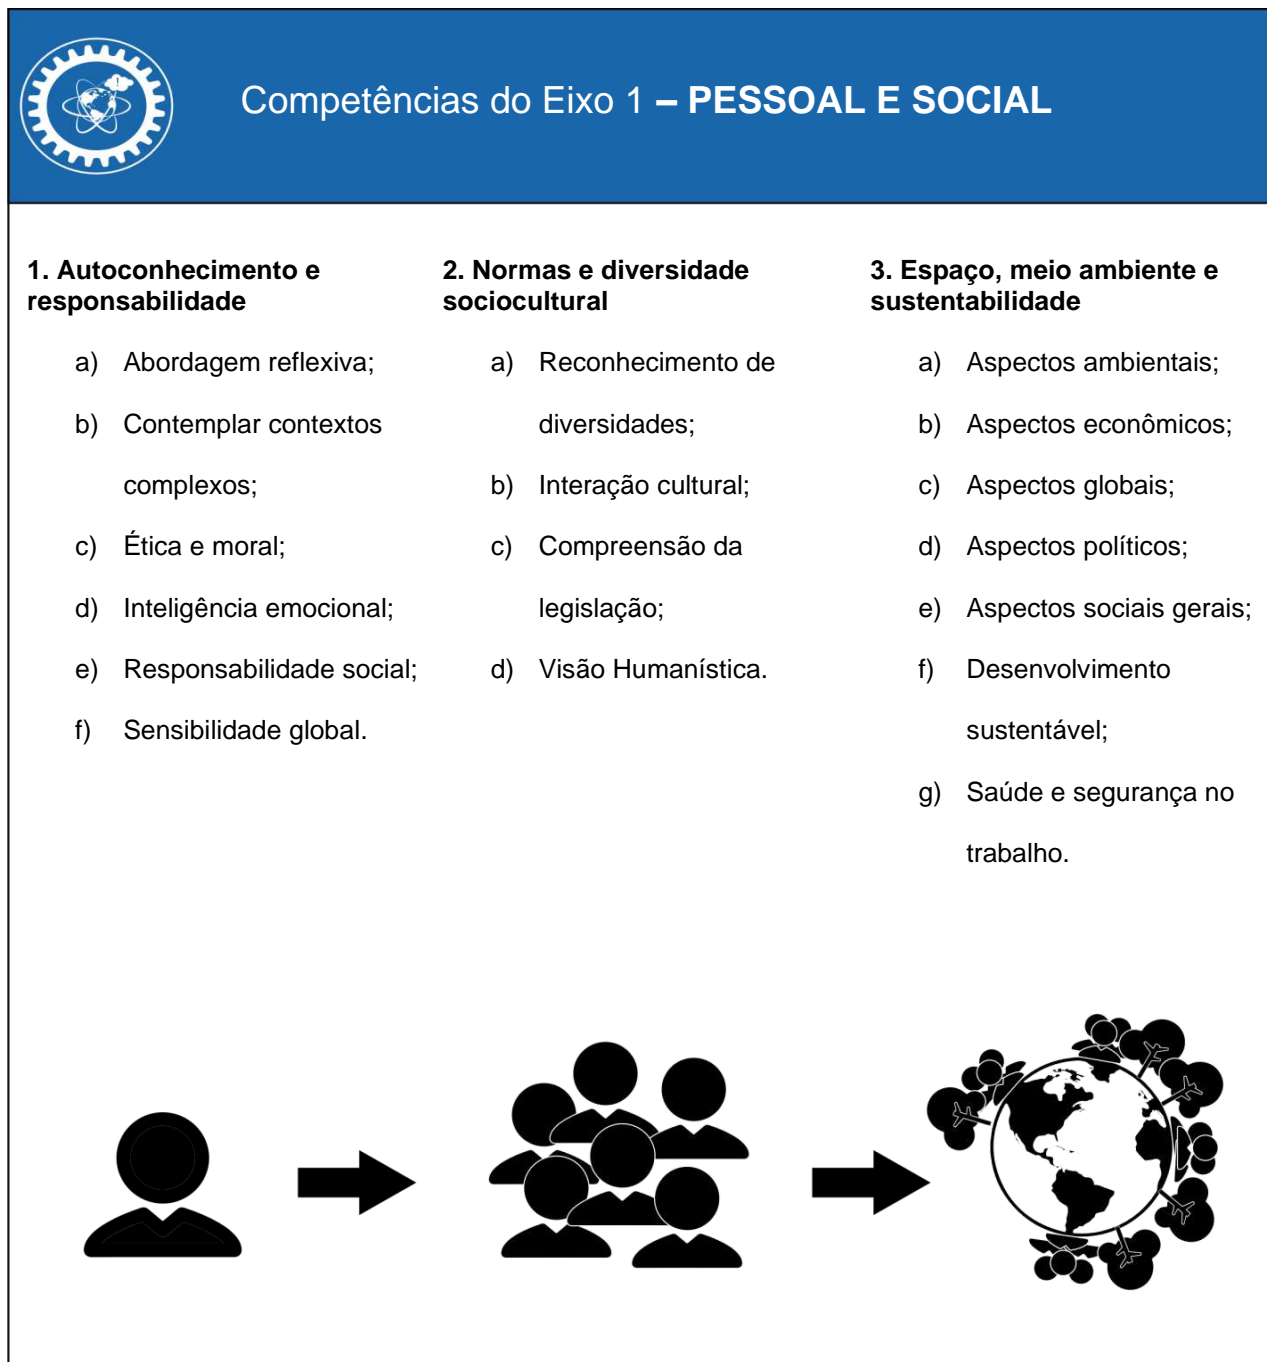 Competências do Eixo 1 – PESSOAL E SOCIAL
1. Autoconhecimento e
responsabilidade
a) Abordagem reflexiva;
b) Contemplar contextos
complexos;
c) Ética e moral;
d) Inteligência emocional;
e) Responsabilidade social;
f) Sensibilidade global.
2. Normas e diversidade
sociocultural
a) Reconhecimento de
diversidades;
b) Interação cultural;
c) Compreensão da
legislação;
d) Visão Humanística.
3. Espaço, meio ambiente e
sustentabilidade
a) Aspectos ambientais;
b) Aspectos econômicos;
c) Aspectos globais;
d) Aspectos políticos;
e) Aspectos sociais gerais;
f) Desenvolvimento
sustentável;
g) Saúde e segurança no
trabalho.